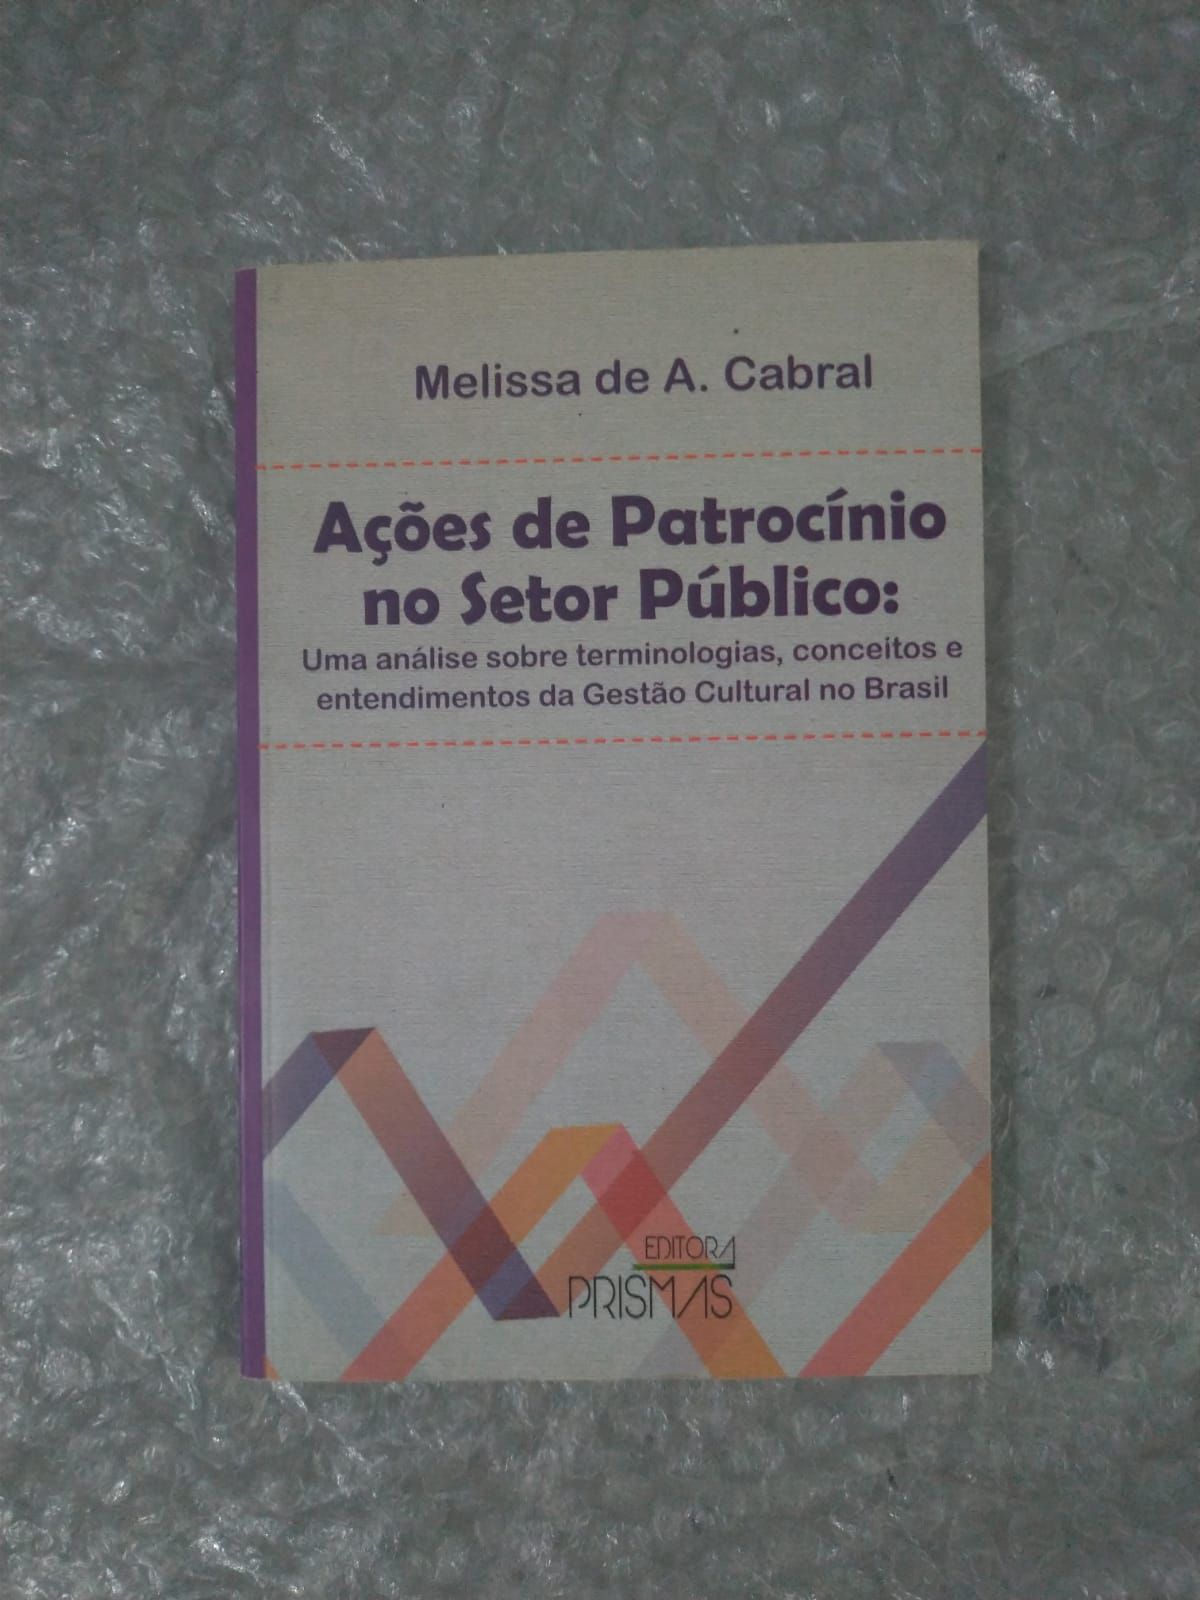 Melissa de A. Cabral
Ações de Patrocínio
no Setor Público:
Uma análise sobre terminologias, conceitos e
entendimentos da Gestão Cultural no Brasil
EDITORA
PRISMAS